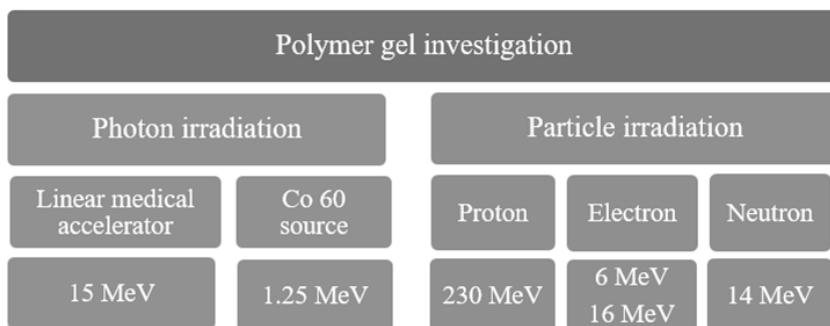 Polymer gel investigation
Photon irradiation
Particle irradiation
Linear medical
accelerator
Co 60
source
Proton
Electron
Neutron
15 MeV
1.25 MeV
230 MeV
6 MeV
16 MeV
14 MeV